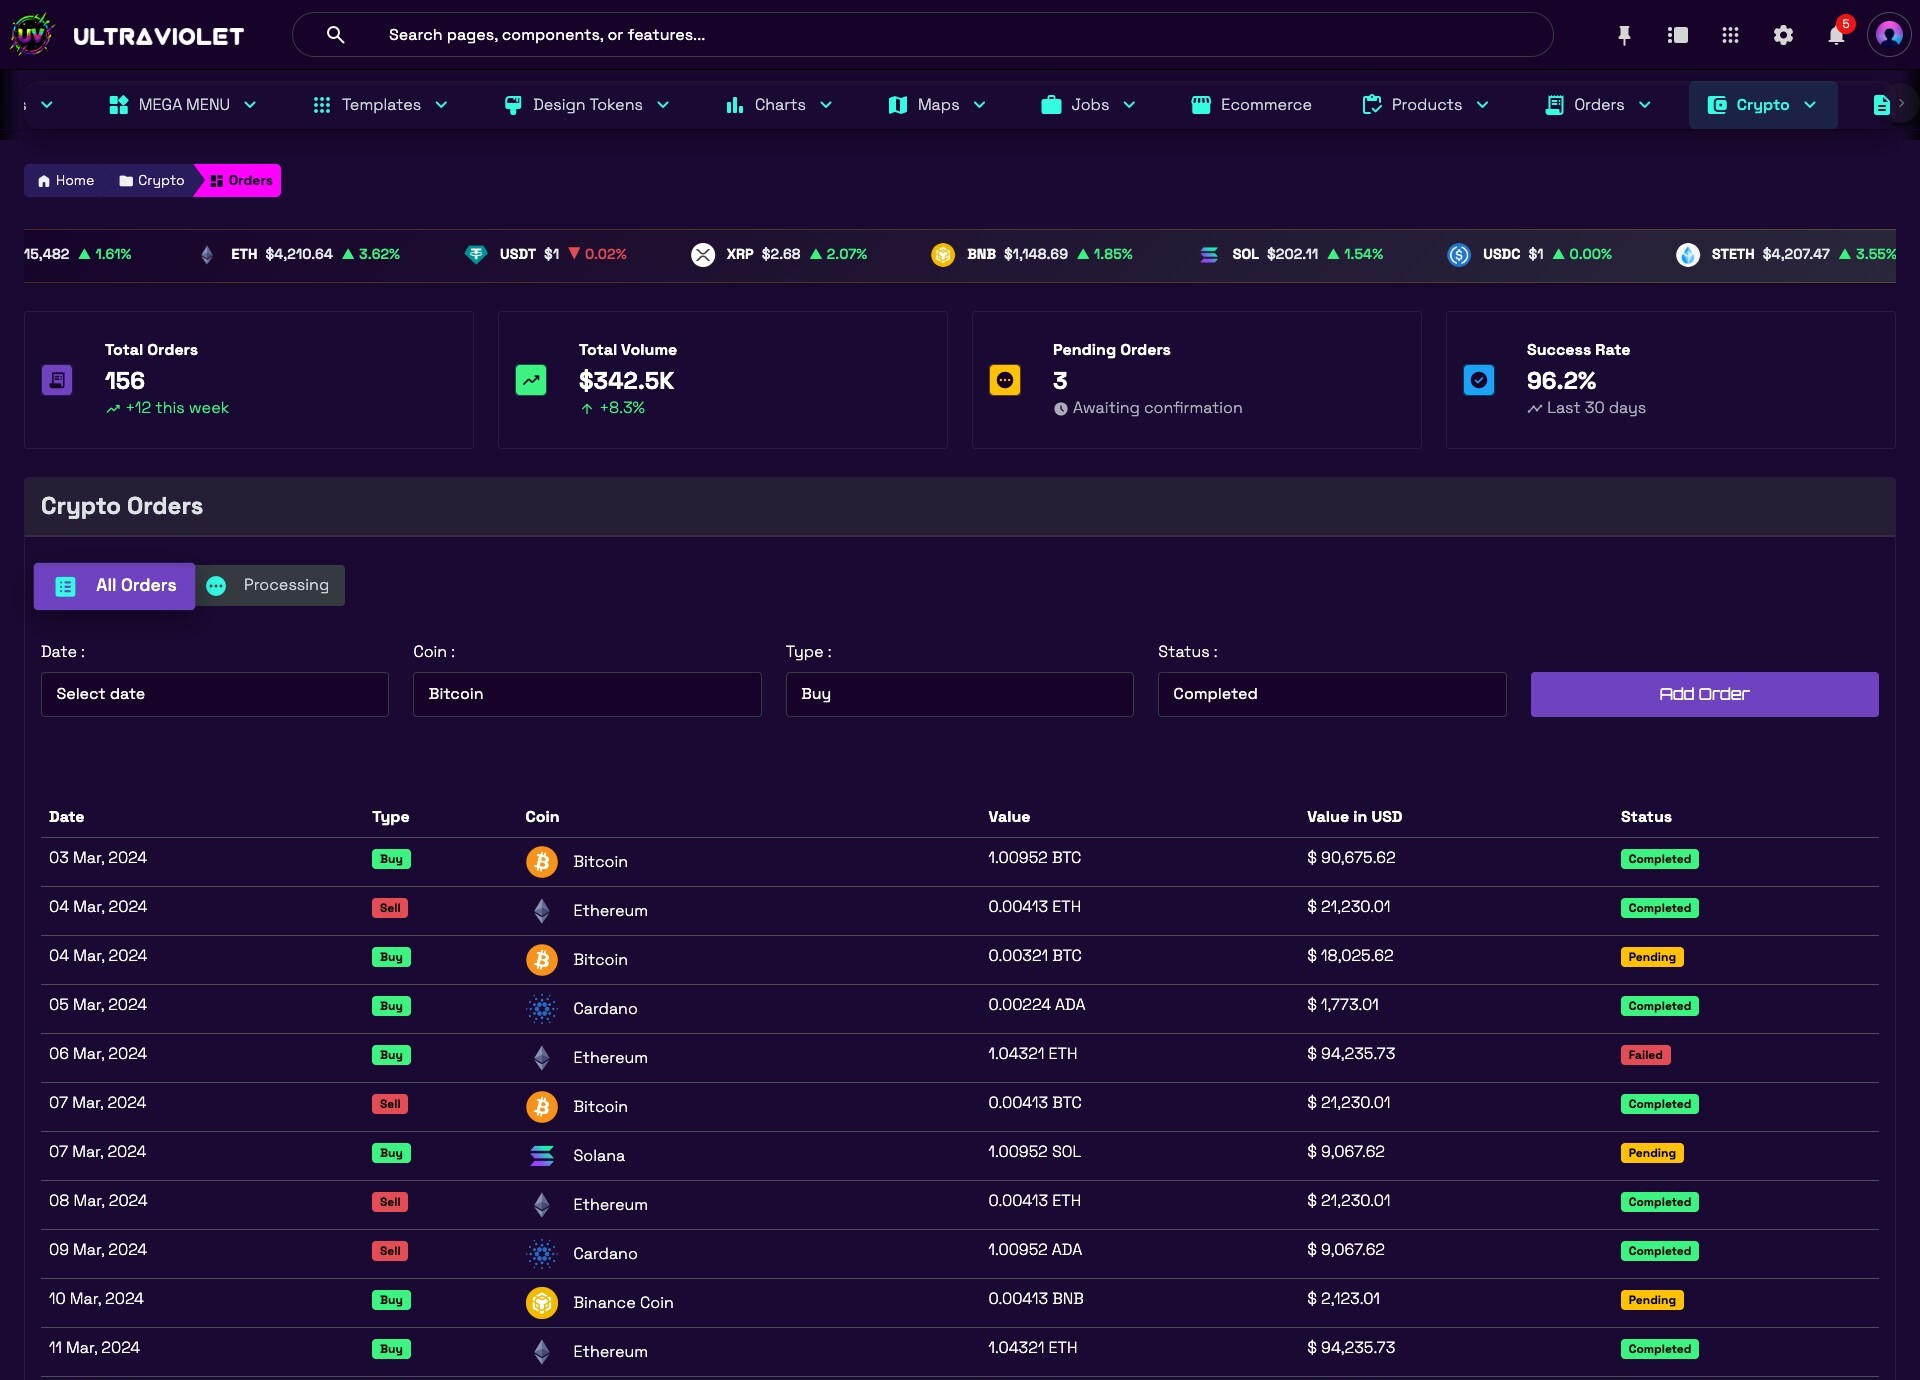 UV ULTRAVIOLET
Search pages, components, or features...
5
s MEGA MENU Templates Design Tokens Charts Maps Jobs Ecommerce Products Orders Crypto
Home Crypto Orders
15,482 ▲ 1.61% ETH $4,210.64 ▲ 3.62% USDT $1 ▼ 0.02% XRP $2.68 ▲ 2.07% BNB $1,148.69 ▲ 1.85% SOL $202.11 ▲ 1.54% USDC $1 ▲ 0.00% STETH $4,207.47 ▲ 3.55%
Total Orders
156
+12 this week
Total Volume
$342.5K
+8.3%
Pending Orders
3
Awaiting confirmation
Success Rate
96.2%
Last 30 days
Crypto Orders
All Orders Processing
Date : Coin : Type : Status :
Select date Bitcoin Buy Completed Add Order
Date Type Coin Value Value in USD Status
03 Mar, 2024 Buy Bitcoin 1.00952 BTC $ 90,675.62 Completed
04 Mar, 2024 Sell Ethereum 0.00413 ETH $ 21,230.01 Completed
04 Mar, 2024 Buy Bitcoin 0.00321 BTC $ 18,025.62 Pending
05 Mar, 2024 Buy Cardano 0.00224 ADA $ 1,773.01 Completed
06 Mar, 2024 Buy Ethereum 1.04321 ETH $ 94,235.73 Failed
07 Mar, 2024 Sell Bitcoin 0.00413 BTC $ 21,230.01 Completed
07 Mar, 2024 Buy Solana 1.00952 SOL $ 9,067.62 Pending
08 Mar, 2024 Sell Ethereum 0.00413 ETH $ 21,230.01 Completed
09 Mar, 2024 Sell Cardano 1.00952 ADA $ 9,067.62 Completed
10 Mar, 2024 Buy Binance Coin 0.00413 BNB $ 2,123.01 Pending
11 Mar, 2024 Buy Ethereum 1.04321 ETH $ 94,235.73 Completed